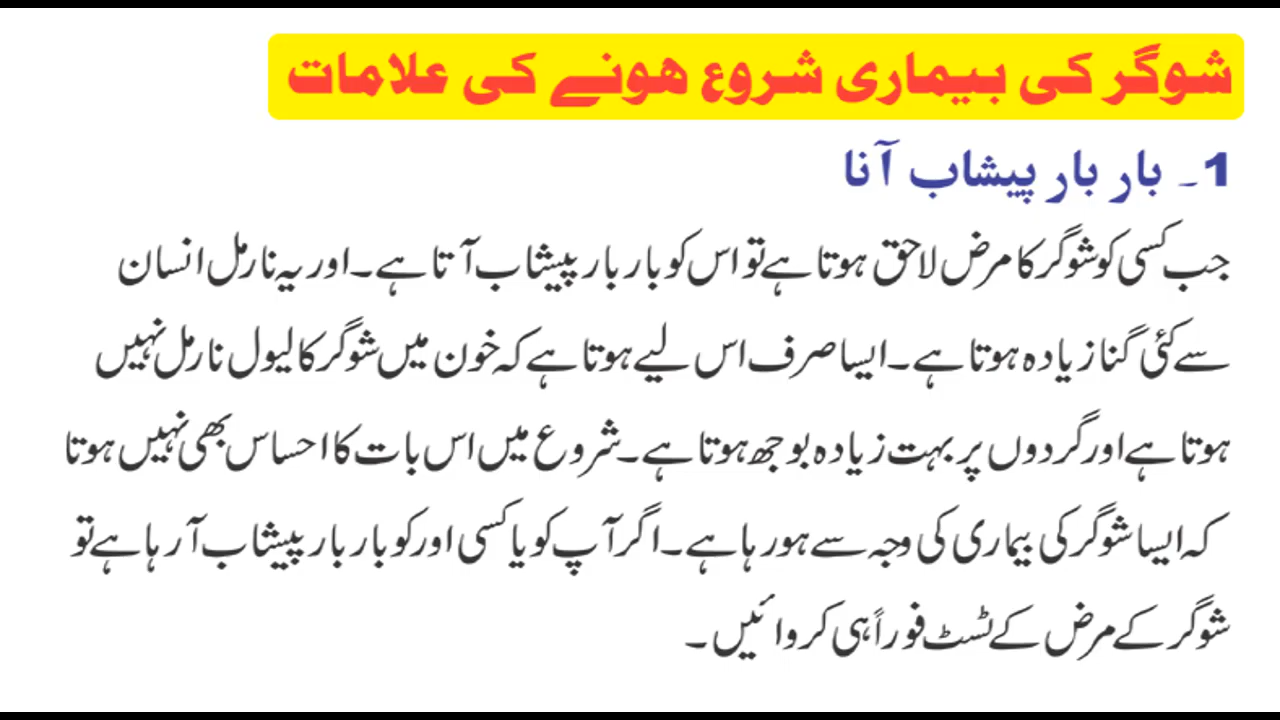 شوگر کی بیماری شروع ھونے کی علامات
1۔ بار بار پیشاب آنا
جب کسی کو شوگر کا مرض لاحق ہوتا ہے تو اس کو بار بار پیشاب آتا ہے۔ اور یہ نارمل انسان
سے کئی گنا زیادہ ہوتا ہے۔ ایسا صرف اس لیے ہوتا ہے کہ خون میں شوگر کا لیول نارمل نہیں
ہوتا ہے اور گردوں پر بہت زیادہ بوجھ ہوتا ہے۔ شروع میں اس بات کا احساس بھی نہیں ہوتا
کہ ایسا شوگر کی بیماری کی وجہ سے ہو رہا ہے۔ اگر آپ کو یا کسی اور کو بار بار پیشاب آ رہا ہے تو
شوگر کے مرض کے ٹسٹ فوراً ہی کروائیں۔